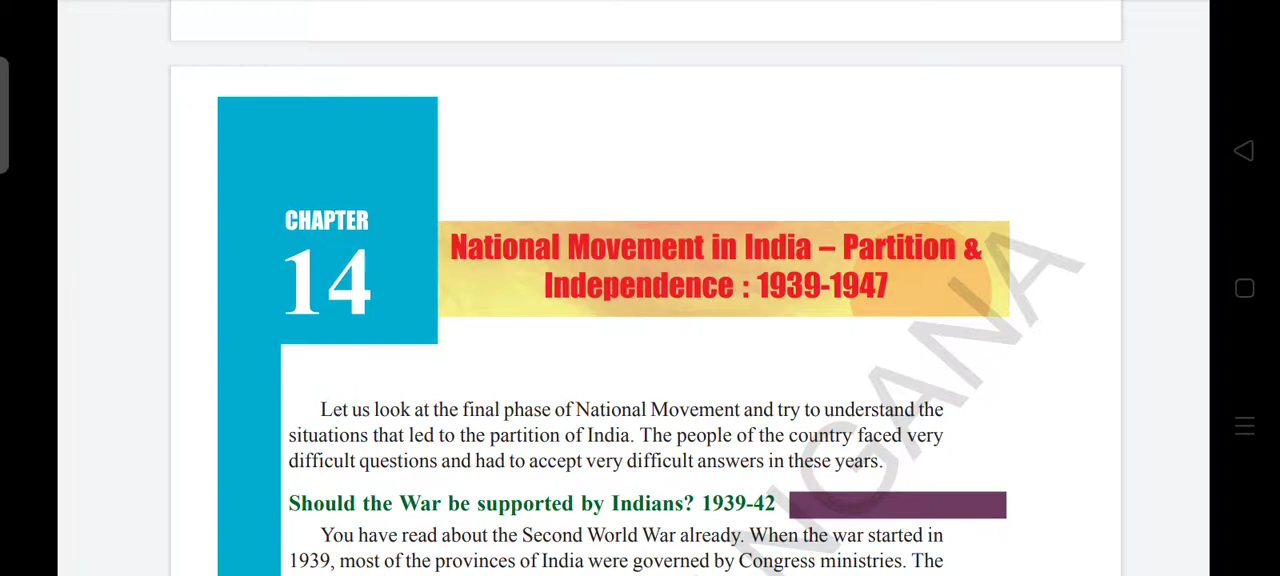 CHAPTER
14
National Movement in India – Partition &
Independence : 1939-1947
Let us look at the final phase of National Movement and try to understand the
situations that led to the partition of India. The people of the country faced very
difficult questions and had to accept very difficult answers in these years.
Should the War be supported by Indians? 1939-42
You have read about the Second World War already. When the war started in
1939, most of the provinces of India were governed by Congress ministries. The
NGANA